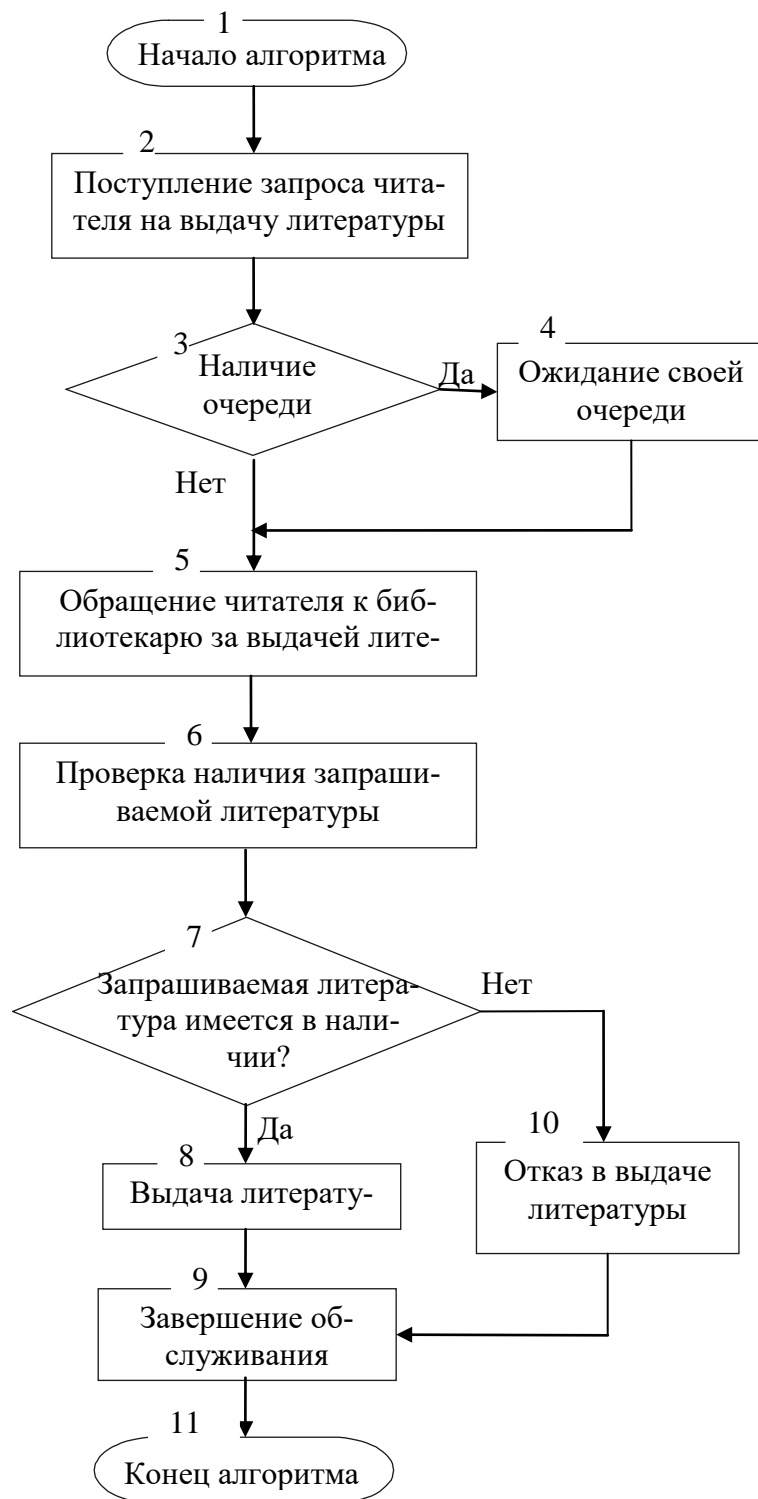 1
Начало алгоритма
2
Поступление запроса чита-
теля на выдачу литературы
3
Наличие
очереди
Да
4
Ожидание своей
очереди
Нет
5
Обращение читателя к биб-
лиотекарю за выдачей лите-
6
Проверка наличия запраши-
ваемой литературы
7
Запрашиваемая литера-
тура имеется в нали-
чии?
Нет
Да
8
Выдача литерату-
10
Отказ в выдаче
литературы
9
Завершение об-
служивания
11
Конец алгоритма